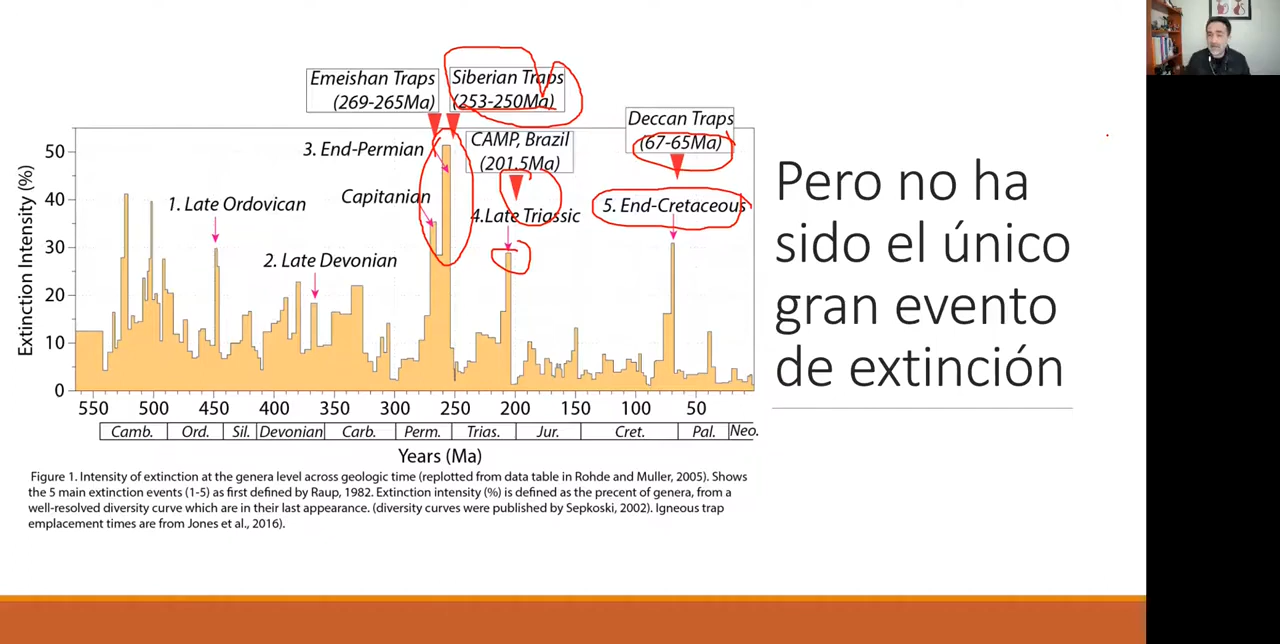 Emeishan Traps
(269-265Ma)
Siberian Traps
(253-250Ma)
Deccan Traps
(67-65Ma)
CAMP, Brazil
(201.5Ma)
3. End-Permian
Capitanian
1. Late Ordovican
4.Late Triassic
5. End-Cretaceous
2. Late Devonian
Extinction Intensity (%)
50
40
30
20
10
0
550 500 450 400 350 300 250 200 150 100 50
Camb. Ord. Sil. Devonian Carb. Perm. Trias. Jur. Cret. Pal. Neo.
Years (Ma)
Figure 1. Intensity of extinction at the genera level across geologic time (replotted from data table in Rohde and Muller, 2005). Shows
the 5 main extinction events (1-5) as first defined by Raup, 1982. Extinction intensity (%) is defined as the precent of genera, from a
well-resolved diversity curve which are in their last appearance. (diversity curves were published by Sepkoski, 2002). Igneous trap
emplacement times are from Jones et al., 2016).
Pero no ha
sido el único
gran evento
de extinción